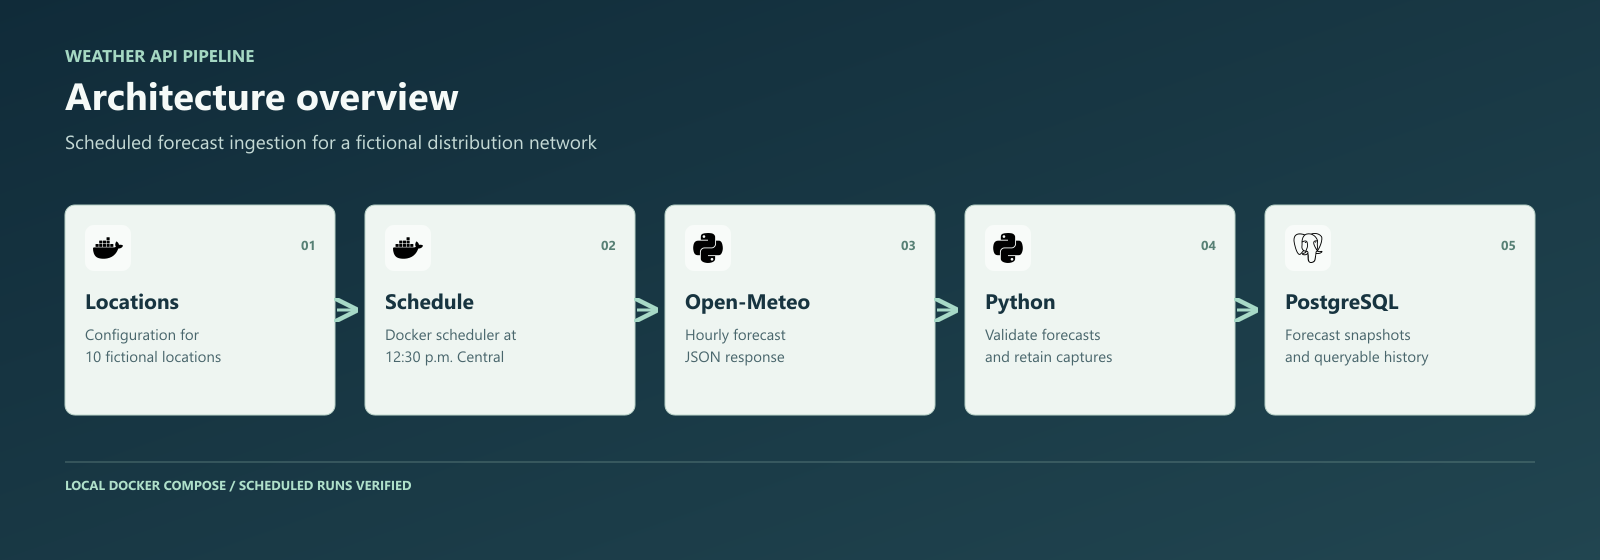 WEATHER API PIPELINE
Architecture overview
Scheduled forecast ingestion for a fictional distribution network
01
Locations
Configuration for
10 fictional locations
02
Schedule
Docker scheduler at
12:30 p.m. Central
03
Open-Meteo
Hourly forecast
JSON response
04
Python
Validate forecasts
and retain captures
05
PostgreSQL
Forecast snapshots
and queryable history
LOCAL DOCKER COMPOSE / SCHEDULED RUNS VERIFIED